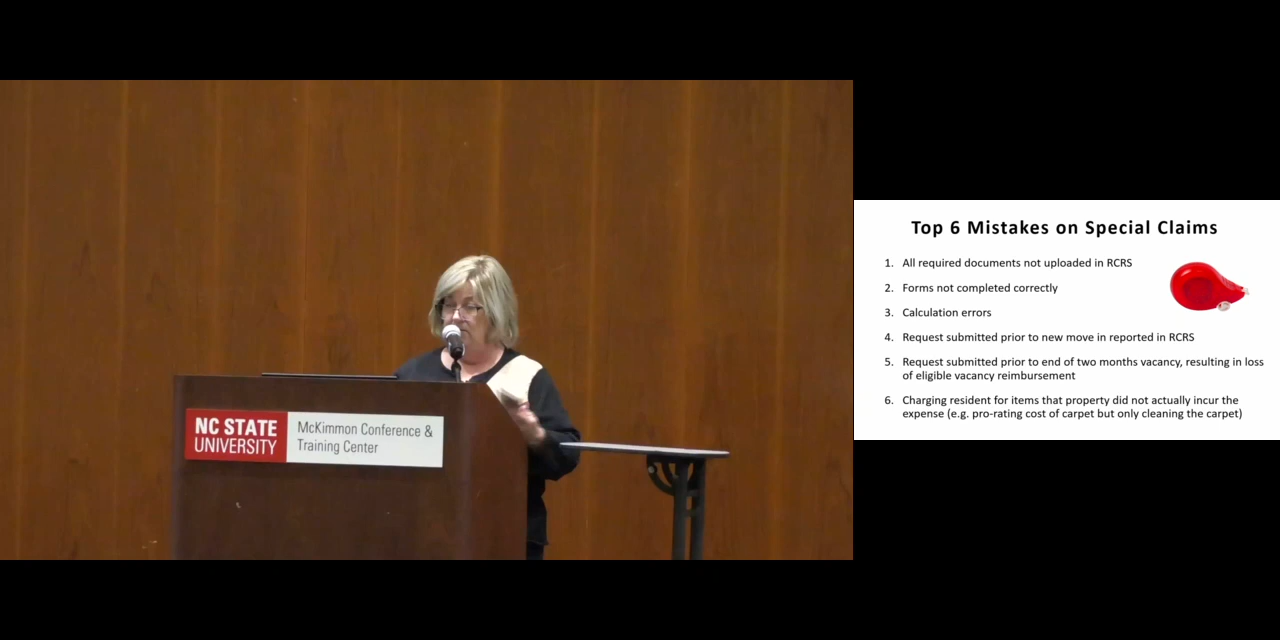 NC STATE
UNIVERSITY
McKimmon Conference &
Training Center
Top 6 Mistakes on Special Claims
1. All required documents not uploaded in RCRS
2. Forms not completed correctly
3. Calculation errors
4. Request submitted prior to new move in reported in RCRS
5. Request submitted prior to end of two months vacancy, resulting in loss
of eligible vacancy reimbursement
6. Charging resident for items that property did not actually incur the
expense (e.g. pro-rating cost of carpet but only cleaning the carpet)